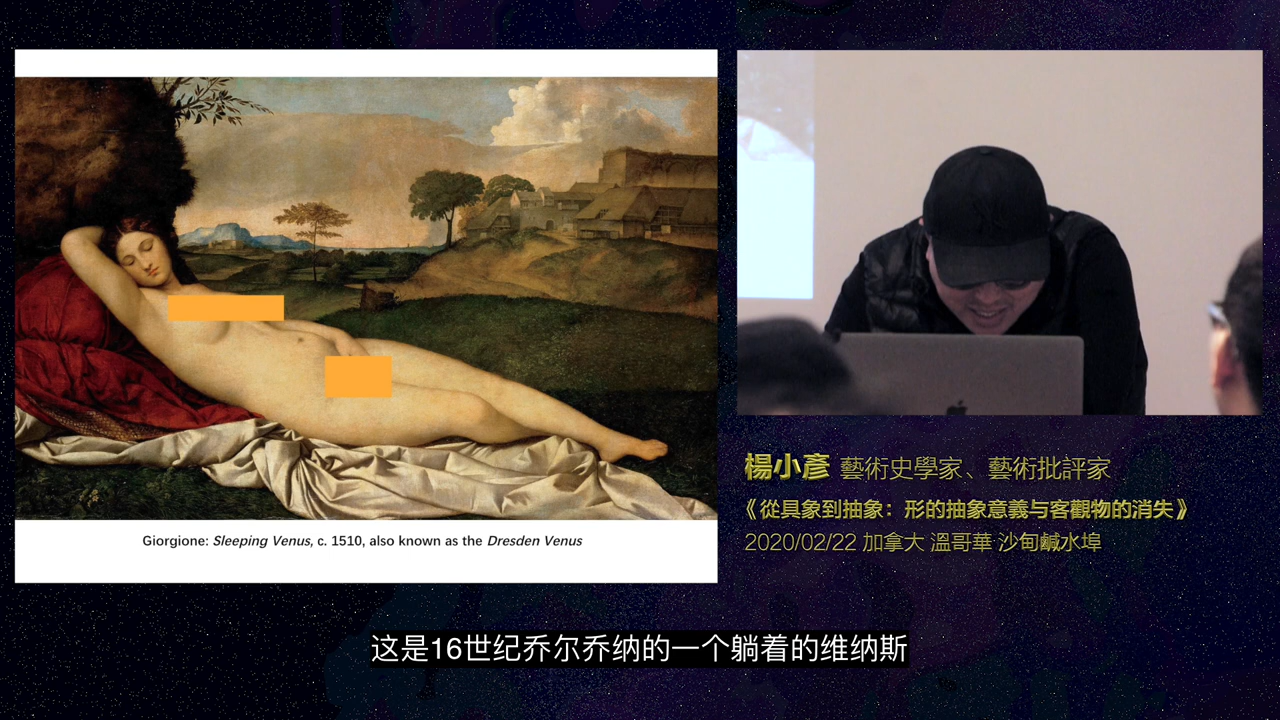 Giorgione: Sleeping Venus, c. 1510, also known as the Dresden Venus
楊小彥 藝術史學家、藝術批評家
《從具象到抽象：形的抽象意義与客觀物的消失》
2020/02/22 加拿大 溫哥華 沙甸鹹水埠
这是16世纪乔尔乔纳的一个躺着的维纳斯